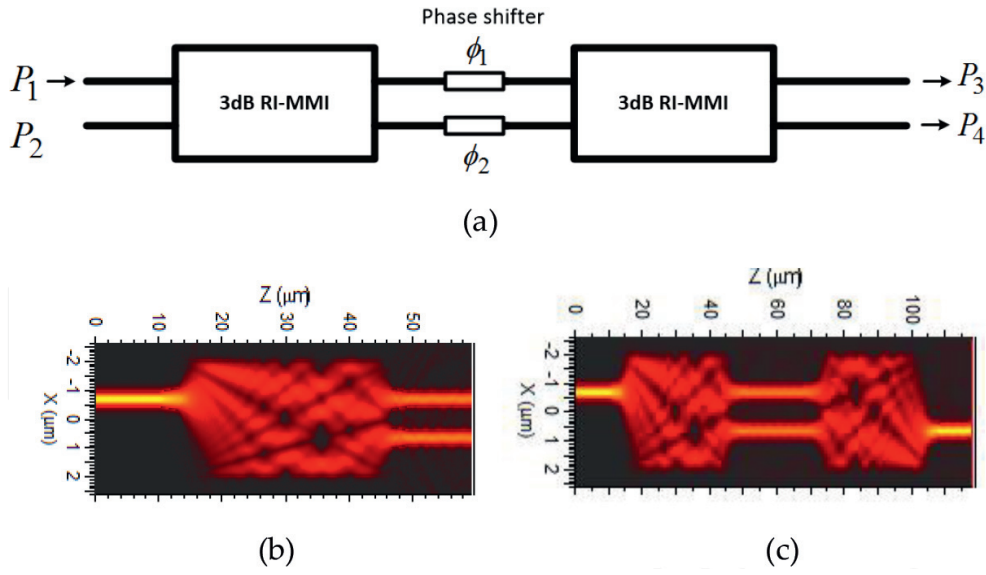 Phase shifter
ϕ1
P1 → 3dB RI-MMI 3dB RI-MMI → P3
P2 → P4
ϕ2
(a)
Z (µm) Z (µm)
0 10 20 30 40 50 0 20 40 60 80 100
X (µm) -2 -1 0 1 2 X (µm) -2 -1 0 1 2
(b) (c)